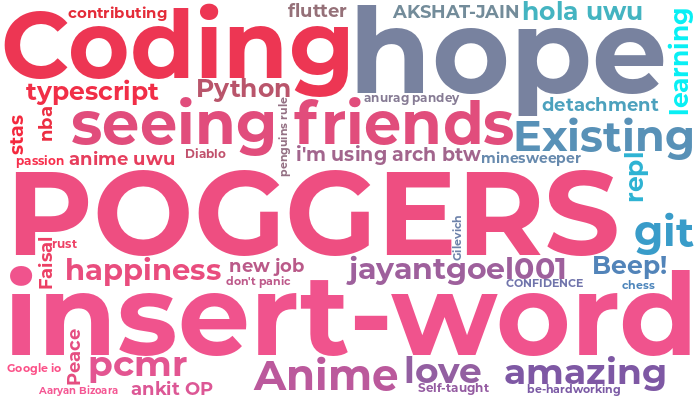 contributing
flutter
AKSHAT-JAIN
hola uwu
Coding
hope
learning
typescript
Python
anurag pandey
detachment
stas
nba
seeing friends
penguins rule
Existing
passion
anime uwu
Diablo
i'm using arch btw
minesweeper
repl
POGGERS
Gilevich
git
Faisal
rust
happiness
new job
don't panic
jayantgoel001
Beep!
CONFIDENCE
chess
insert-word
Peace
Google io
pcmr
Anime
love
amazing
Aaryan Bizoara
ankit OP
Self-taught
be-hardworking